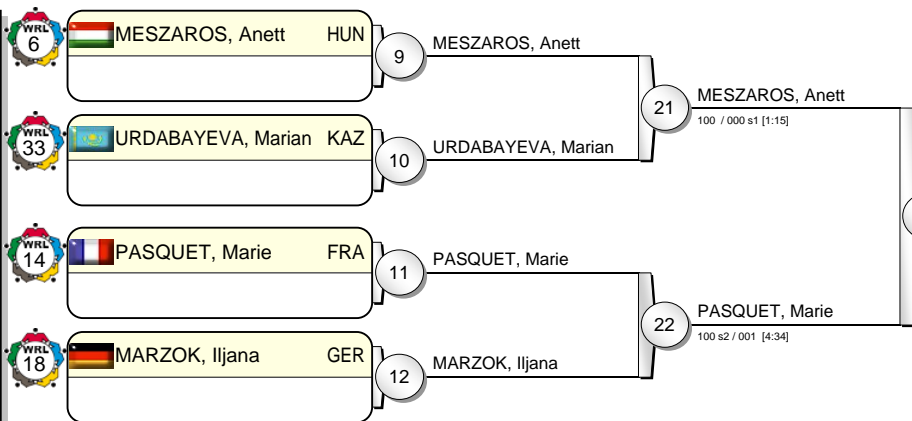 WRL
6
MESZAROS, Anett HUN
9
MESZAROS, Anett
21
MESZAROS, Anett
100 / 000 s1 [1:15]
WRL
33
URDABAYEVA, Marian KAZ
10
URDABAYEVA, Marian
WRL
14
PASQUET, Marie FRA
11
PASQUET, Marie
22
PASQUET, Marie
100 s2 / 001 [4:34]
WRL
18
MARZOK, Iljana GER
12
MARZOK, Iljana